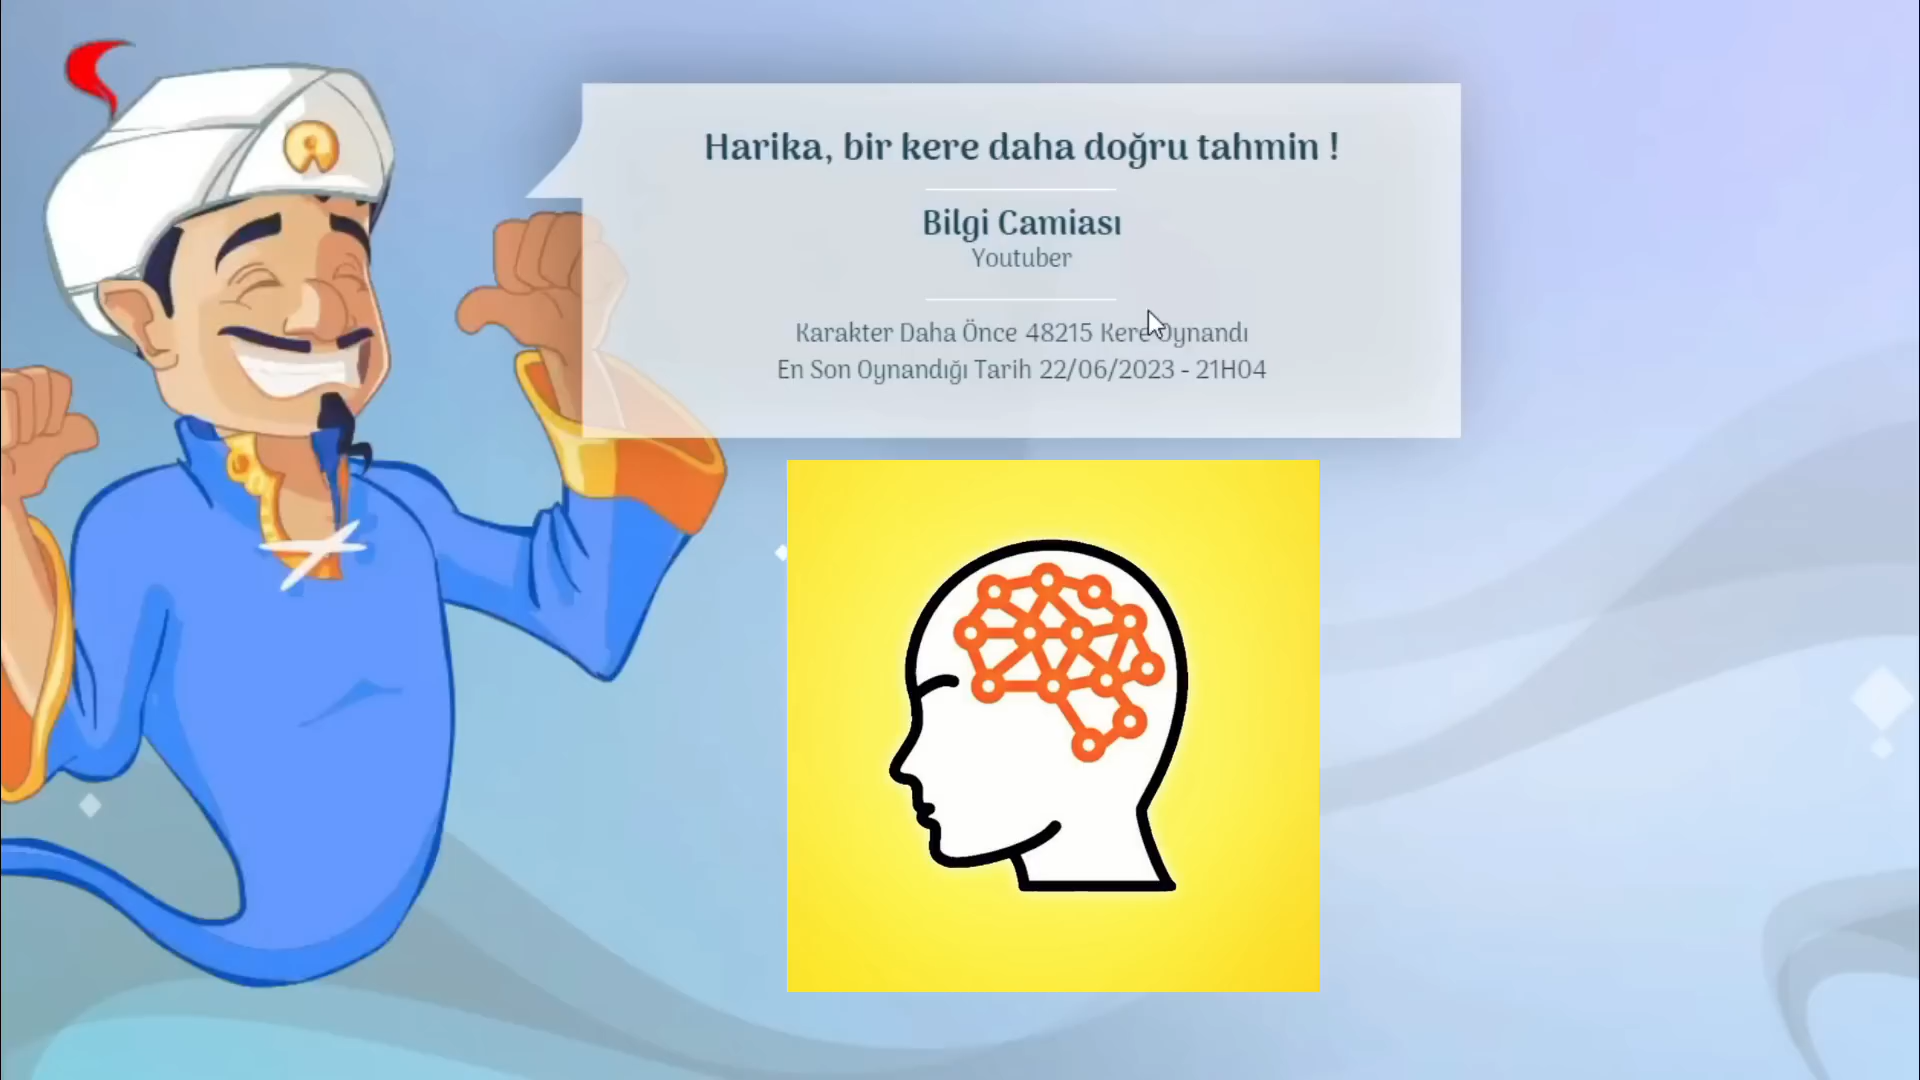 Harika, bir kere daha doğru tahmin !
Bilgi Camiası
Youtuber
Karakter Daha Önce 48215 Kere Oynandı
En Son Oynandığı Tarih 22/06/2023 - 21H04